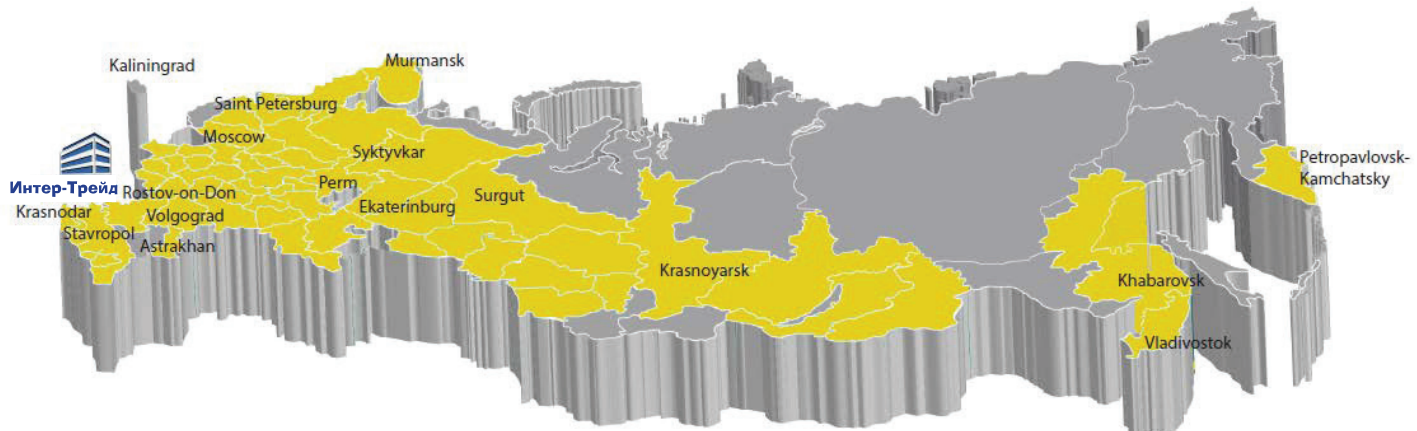 Murmansk
Kaliningrad
Saint Petersburg
Moscow
Syktyvkar
Petropavlovsk-
Kamchatsky
Интер-Трейд
Rostov-on-Don
Perm
Surgut
Krasnodar
Volgograd
Ekaterinburg
Stavropol
Astrakhan
Krasnoyarsk
Khabarovsk
Vladivostok